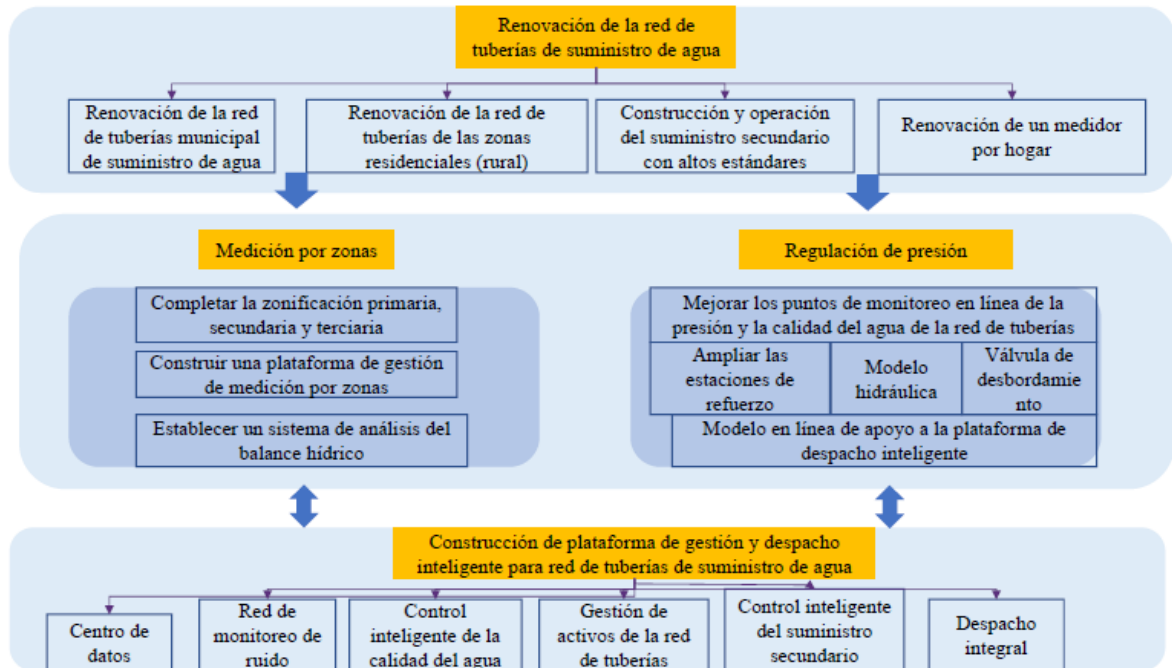 Renovación de la red de
tuberías de suministro de agua
Renovación de la red
de tuberías municipal
de suministro de agua
Renovación de la red de
tuberías de las zonas
residenciales (rural)
Construcción y operación
del suministro secundario
con altos estándares
Renovación de un medidor
por hogar
Medición por zonas
Completar la zonificación primaria,
secundaria y terciaria
Construir una plataforma de gestión
de medición por zonas
Establecer un sistema de análisis del
balance hídrico
Regulación de presión
Mejorar los puntos de monitoreo en línea de la
presión y la calidad del agua de la red de tuberías
Ampliar las
estaciones de
refuerzo
Modelo
hidráulica
Válvula de
desbordamie
nto
Modelo en línea de apoyo a la plataforma de
despacho inteligente
Construcción de plataforma de gestión y despacho
inteligente para red de tuberías de suministro de agua
Centro de
datos
Red de
monitoreo de
ruido
Control
inteligente de la
calidad del agua
Gestión de
activos de la red
de tuberías
Control inteligente
del suministro
secundario
Despacho
integral